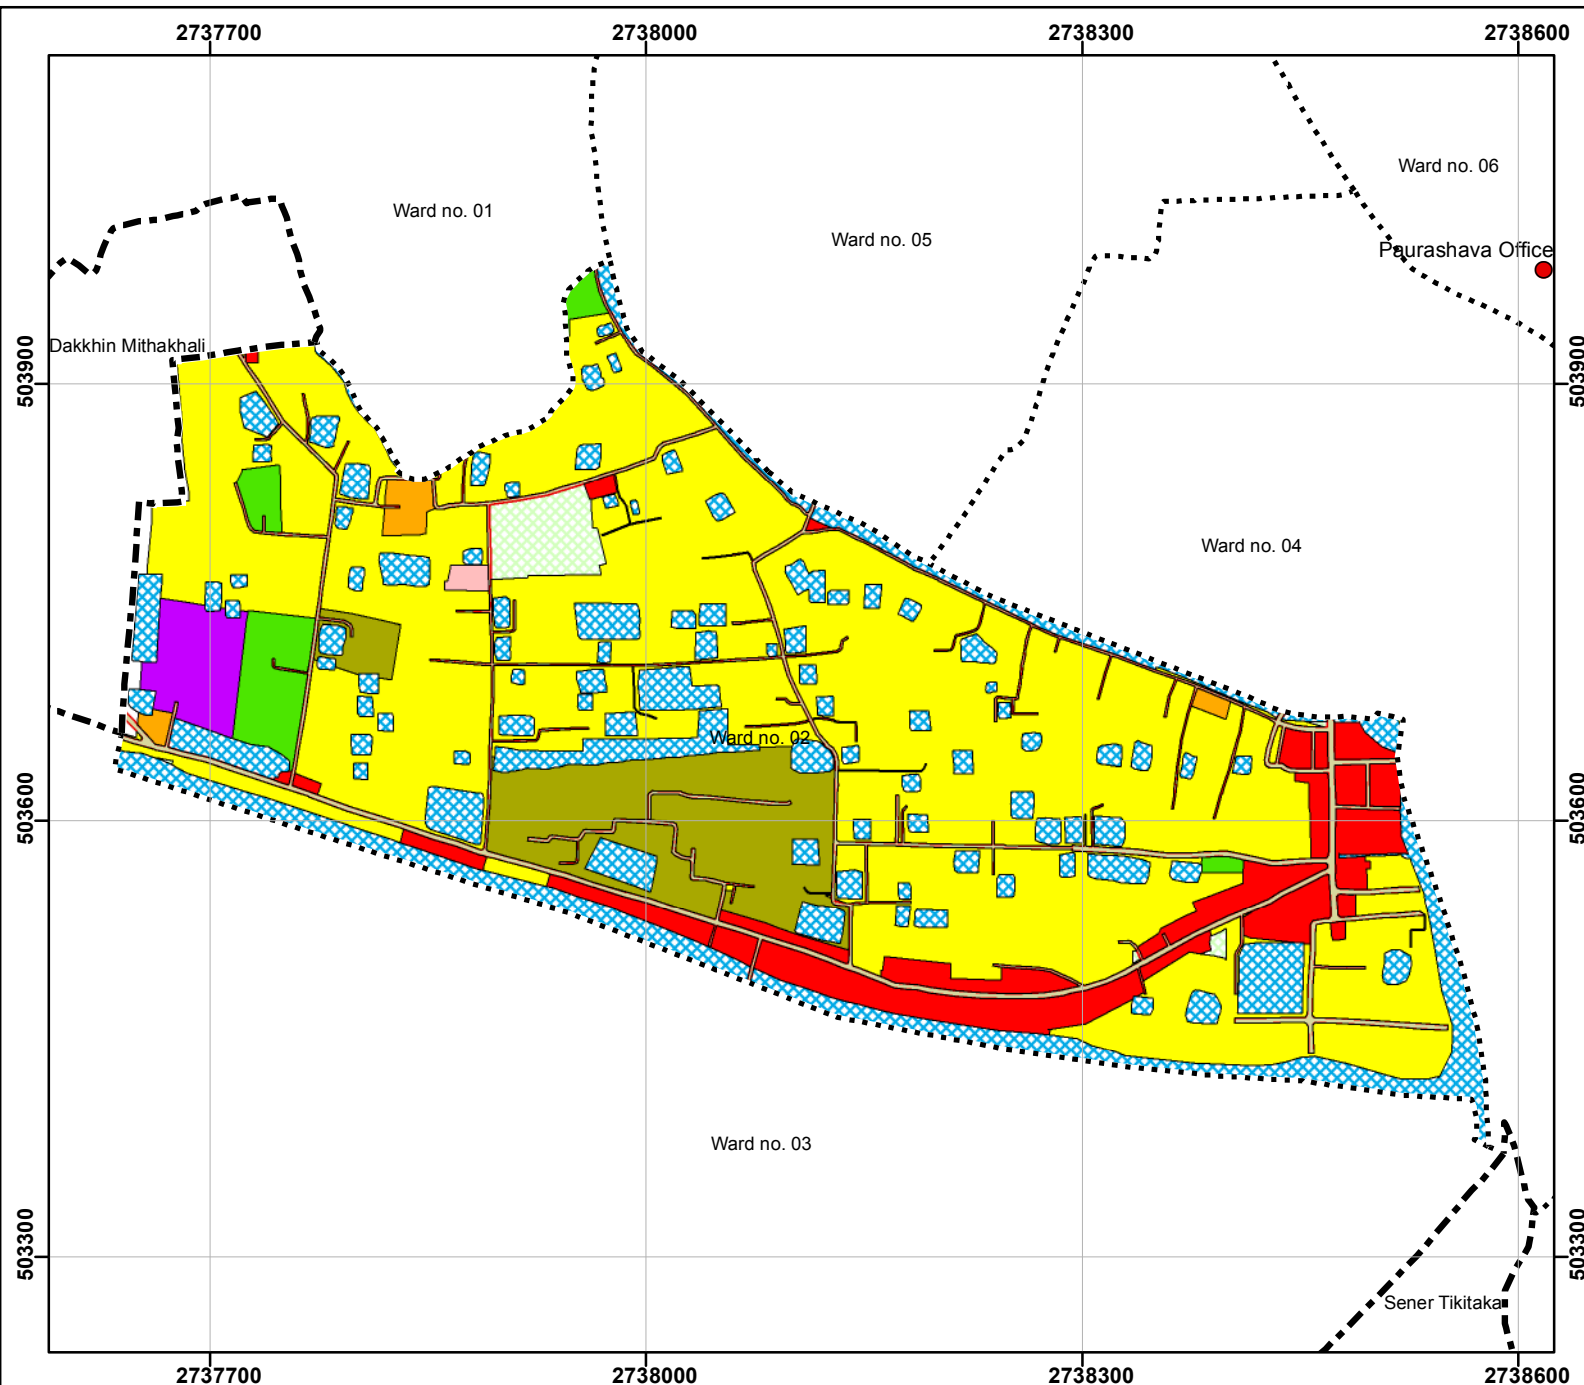 2737700 2738000 2738300 2738600
Ward no. 06
Ward no. 01
Ward no. 05
Paurashava Office
Dakkhin Mithakhali
503900 503900
Ward no. 04
Ward no. 02
503600 503600
Ward no. 03
503300 503300
Sener Tikitaka
2737700 2738000 2738300 2738600